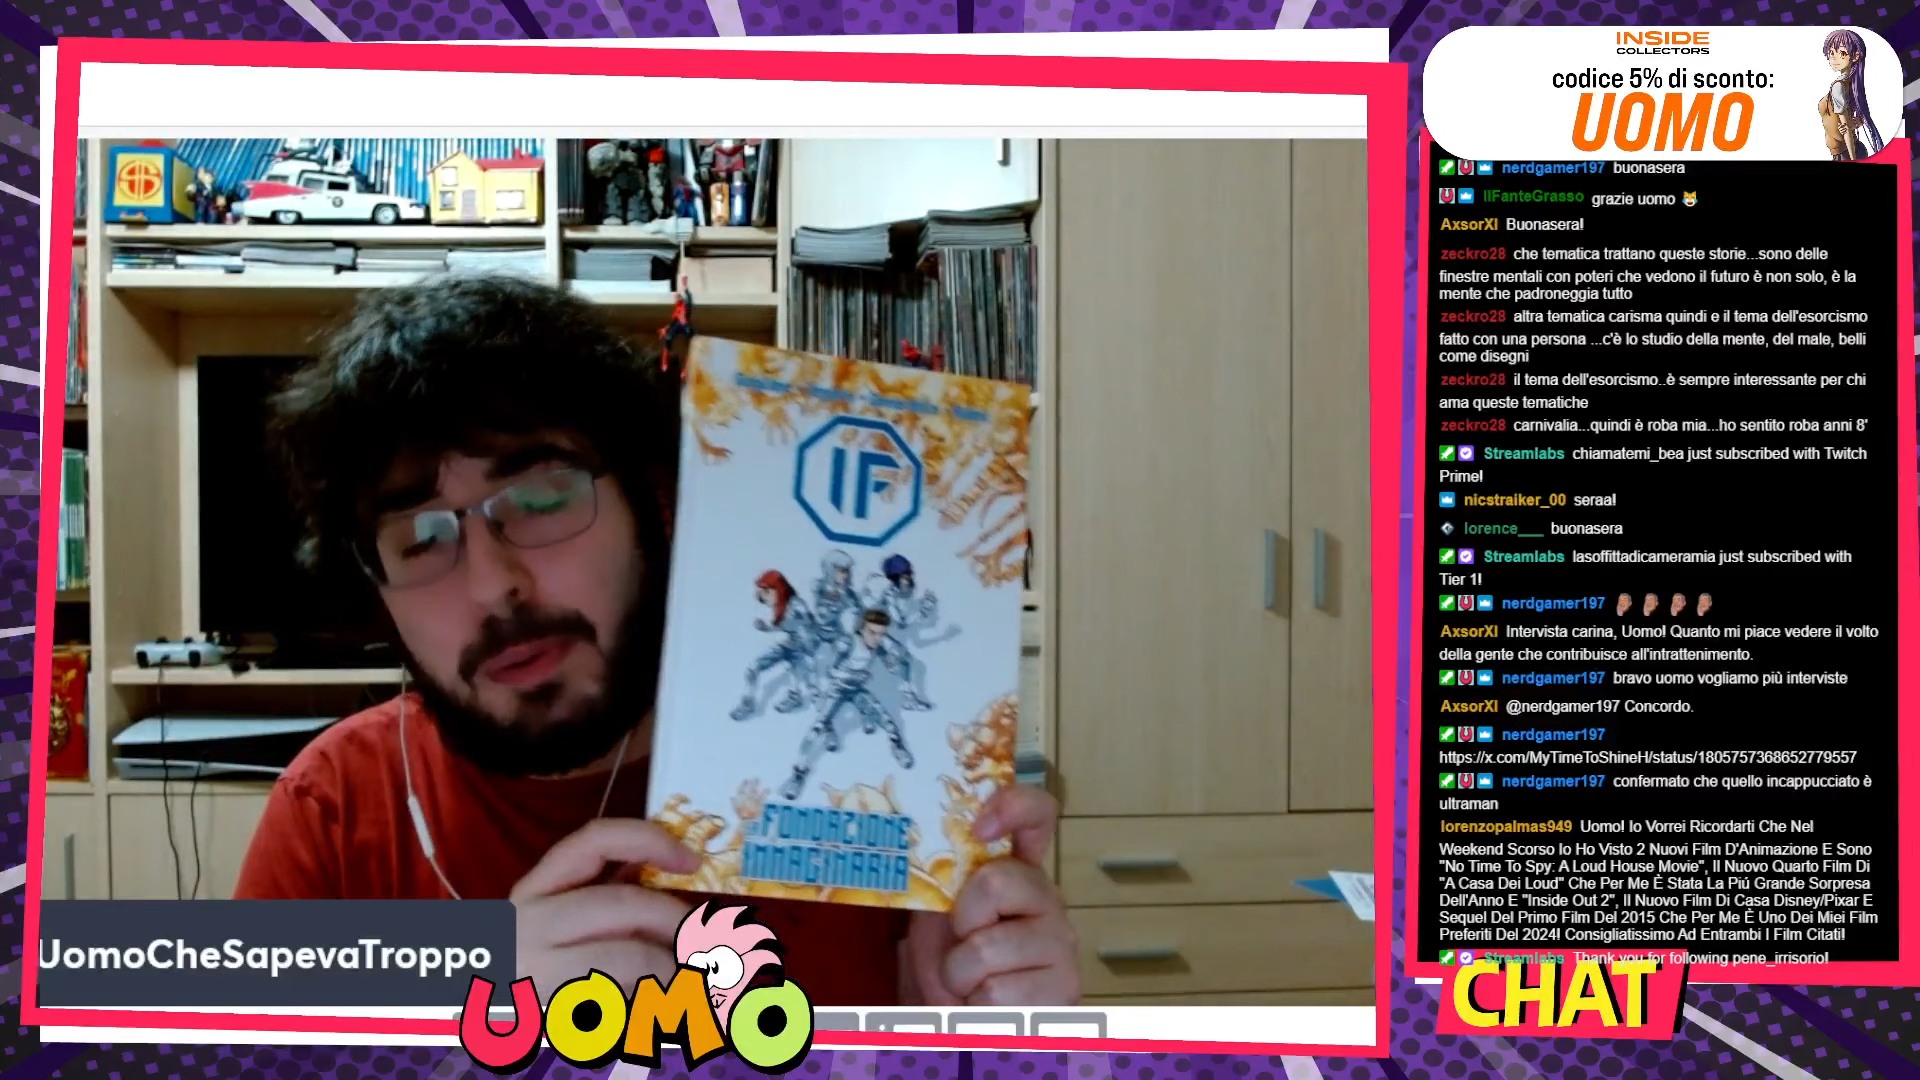 INSIDE
COLLECTORS
codice 5% di sconto:
UOMO
nerdgamer197 buonasera
IlFanteGrasso grazie uomo
AxsorXI Buonasera!
zeckro28 che tematica trattano queste storie...sono delle
finestre mentali con poteri che vedono il futuro è non solo, è la
mente che padroneggia tutto
zeckro28 altra tematica carisma quindi e il tema dell'esorcismo
fatto con una persona ...c'è lo studio della mente, del male, belli
come disegni
zeckro28 il tema dell'esorcismo..è sempre interessante per chi
ama queste tematiche
zeckro28 carnivalia...quindi è roba mia...ho sentito roba anni 8'
Streamlabs chiamatemi_bea just subscribed with Twitch
Prime!
nicstraiker_00 seraa!
lorence___ buonasera
Streamlabs lasoffittadicameramia just subscribed with
Tier 1!
nerdgamer197
AxsorXI Intervista carina, Uomo! Quanto mi piace vedere il volto
della gente che contribuisce all'intrattenimento.
nerdgamer197 bravo uomo vogliamo più interviste
AxsorXI @nerdgamer197 Concordo.
nerdgamer197
https://x.com/MyTimeToShineH/status/1805757368652779557
nerdgamer197 confermato che quello incappucciato è
ultraman
lorenzopalmas949 Uomo! Io Vorrei Ricordarti Che Nel
Weekend Scorso Io Ho Visto 2 Nuovi Film D'Animazione E Sono
"No Time To Spy: A Loud House Movie", Il Nuovo Quarto Film Di
"A Casa Dei Loud" Che Per Me È Stata La Piú Grande Sorpresa
Dell'Anno E "Inside Out 2", Il Nuovo Film Di Casa Disney/Pixar E
Sequel Del Primo Film Del 2015 Che Per Me È Uno Dei Miei Film
Preferiti Del 2024! Consigliatissimo Ad Entrambi I Film Citati!
Streamlabs Thank you for following pene_irrisorio!
CHAT
IF
LA FONDAZIONE
IMMAGINARIA
UomoCheSapevaTroppo
UOMO